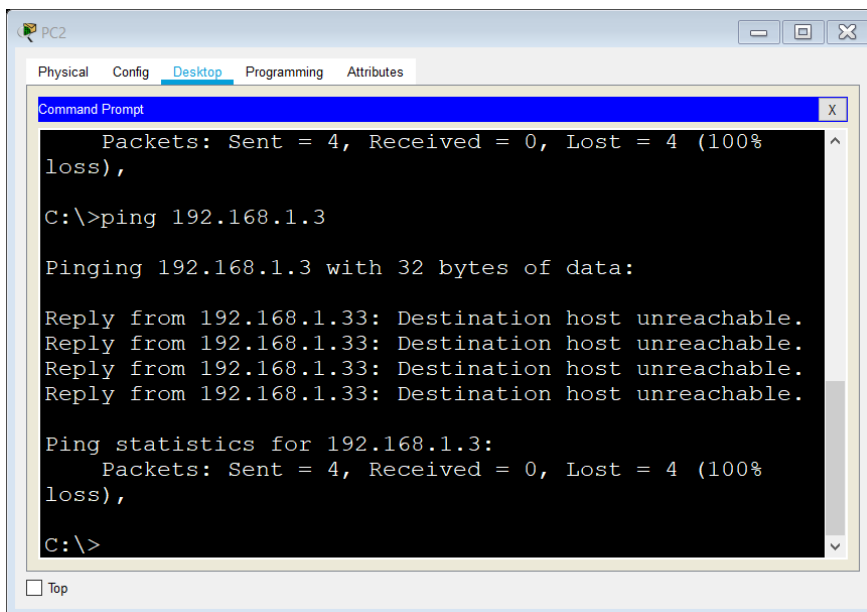 PC2
Physical Config Desktop Programming Attributes
Command Prompt
X
Packets: Sent = 4, Received = 0, Lost = 4 (100%
loss),
C:\>ping 192.168.1.3
Pinging 192.168.1.3 with 32 bytes of data:
Reply from 192.168.1.33: Destination host unreachable.
Reply from 192.168.1.33: Destination host unreachable.
Reply from 192.168.1.33: Destination host unreachable.
Reply from 192.168.1.33: Destination host unreachable.
Ping statistics for 192.168.1.3:
Packets: Sent = 4, Received = 0, Lost = 4 (100%
loss),
C:\>
Top